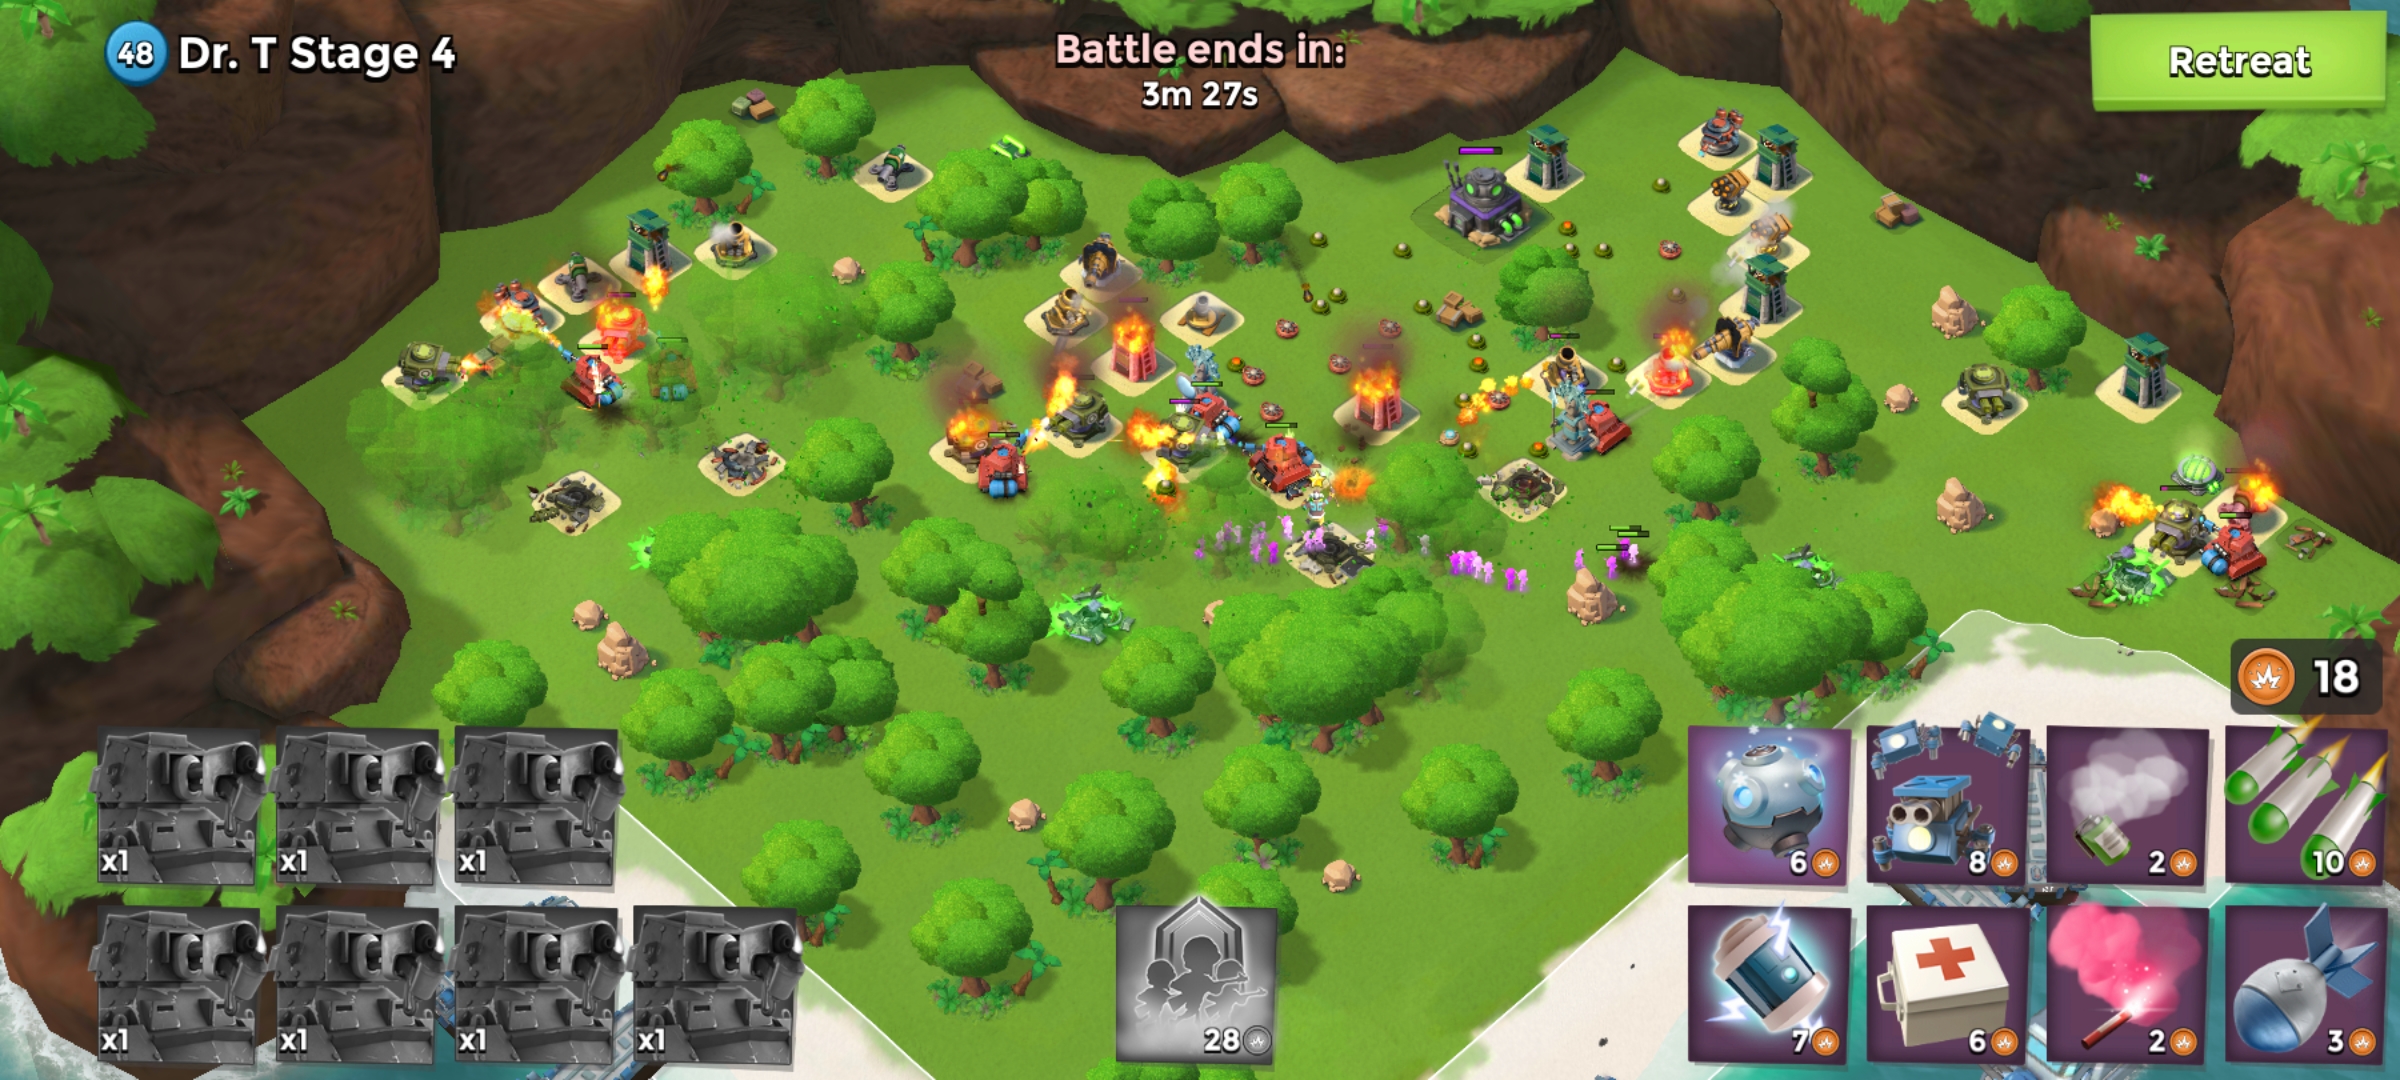 48 Dr. T Stage 4
Battle ends in:
3m 27s
Retreat
18
6
8
2
10
x1
x1
x1
x1
x1
x1
x1
28
7
6
2
3